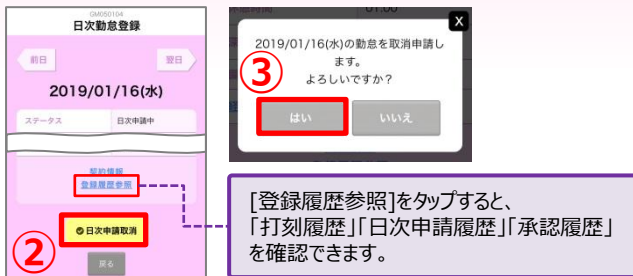 GM050104
日次勤怠登録
前日
翌日
2019/01/16(水)
ステータス 日次申請中
契約情報
登録履歴参照
② 日次申請取消
戻る
01:00
X
2019/01/16(水)の勤怠を取消申請し
ます。
よろしいですか？
③
はい
いいえ
[登録履歴参照]をタップすると、
「打刻履歴」「日次申請履歴」「承認履歴」
を確認できます。